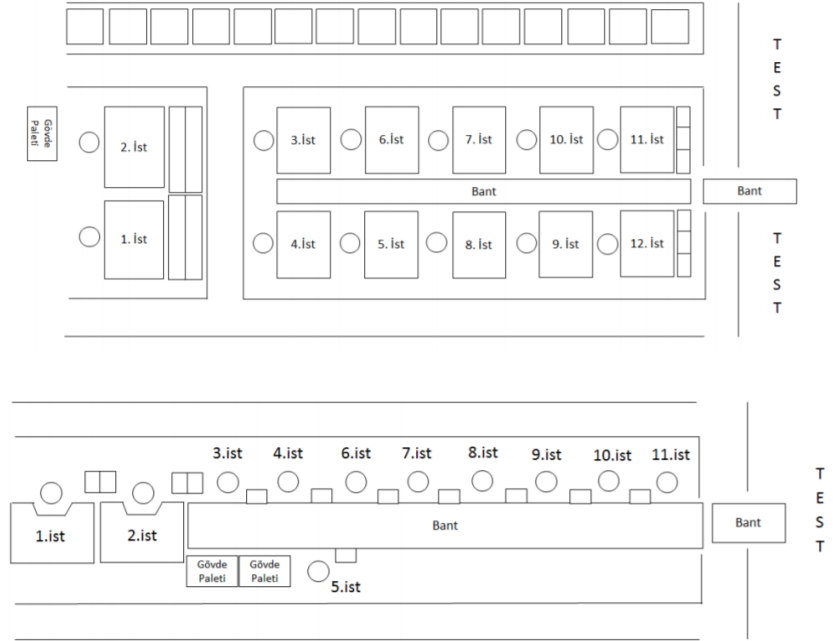 T
E
S
T
Gövde
Paleti
2. İst
3.İst
6.İst
7. İst
10. İst
11. İst
Bant
Bant
1. İst
4.İst
5. İst
8. İst
9. İst
12. İst
T
E
S
T
3.ist
4.ist
6.ist
7.ist
8.ist
9.ist
10.ist
11.ist
1.ist
2.ist
Bant
Bant
T
E
S
T
Gövde
Paleti
Gövde
Paleti
5.ist